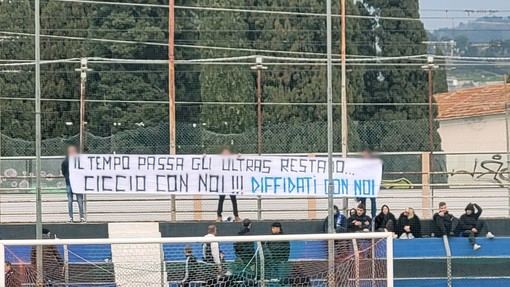 IL TEMPO PASSA GLI ULTRAS RESTANO...
CICCIO CON NOI!!! DIFFIDATI CON NOI